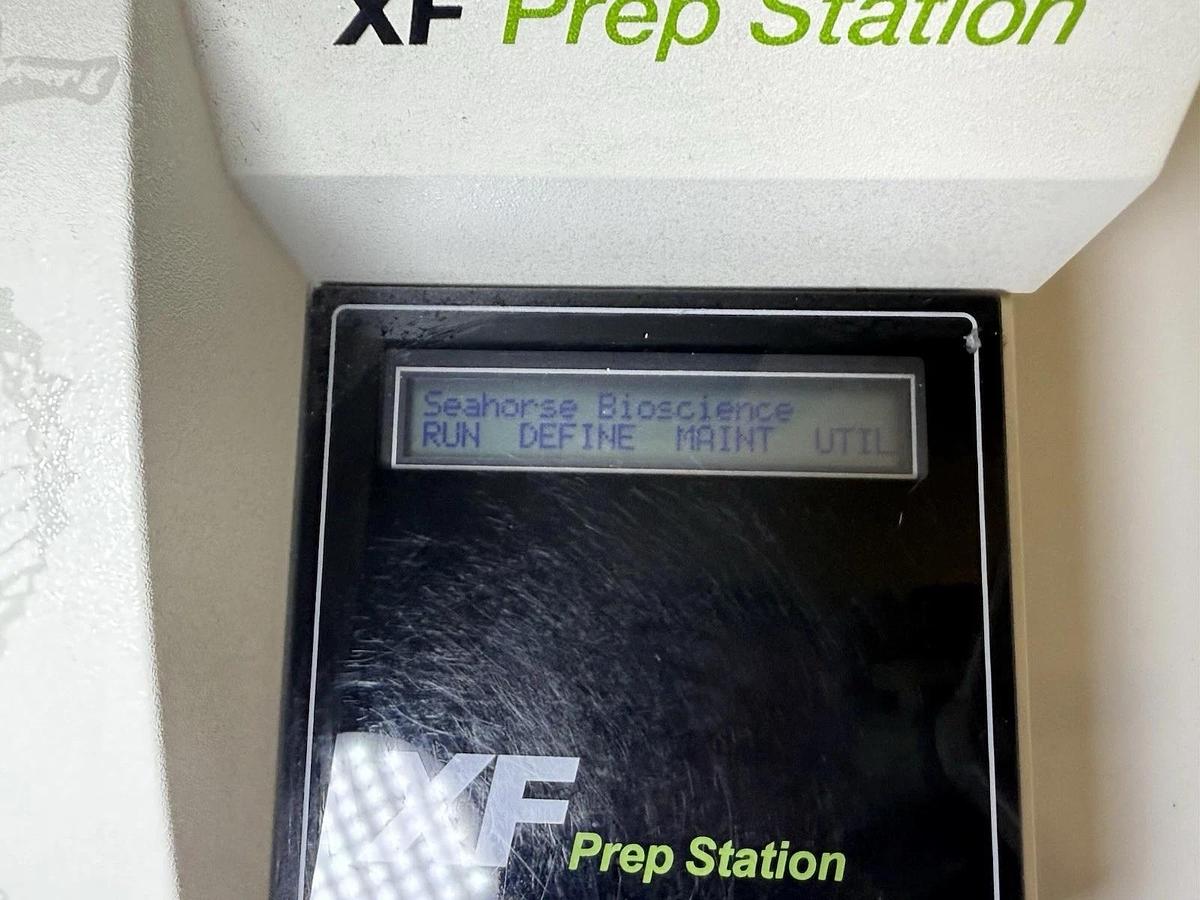 XF Prep Station
Seahorse Bioscience
RUN DEFINE MAINT UTIL
XF Prep Station